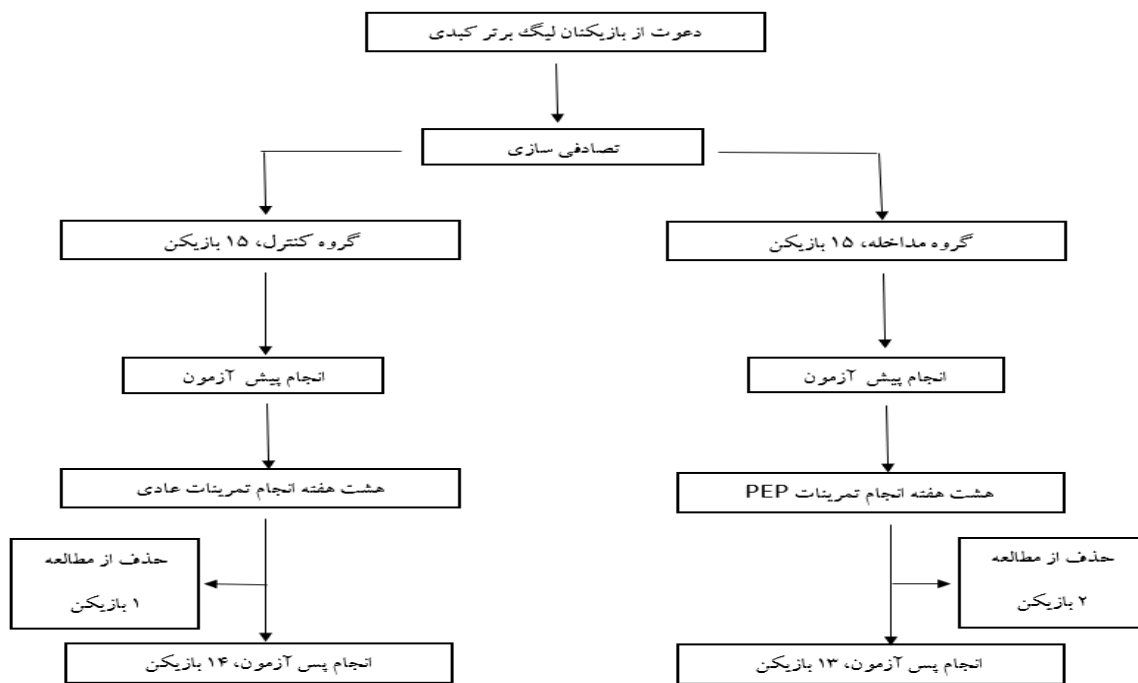 دعوت از بازیکنان لیگ برتر کبدی
تصادفی سازی
گروه مداخله، ۱۵ بازیکن
گروه کنترل، ۱۵ بازیکن
انجام پیش آزمون
انجام پیش آزمون
هشت هفته انجام تمرینات PEP
هشت هفته انجام تمرینات عادی
حذف از مطالعه
۲ بازیکن
حذف از مطالعه
۱ بازیکن
انجام پس آزمون، ۱۳ بازیکن
انجام پس آزمون، ۱۴ بازیکن